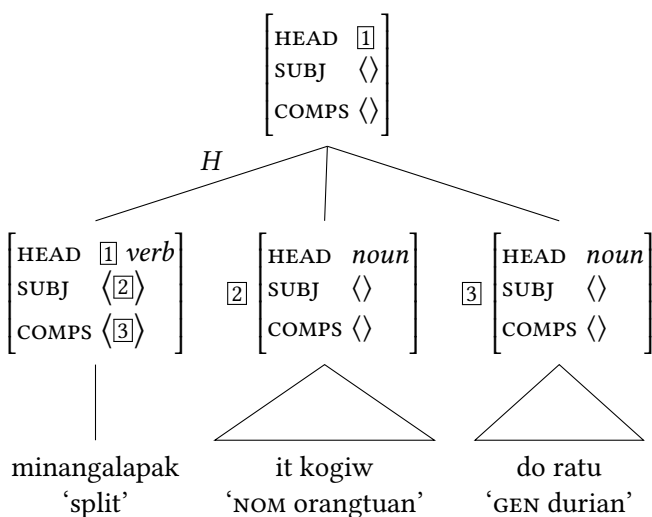 HEAD 1
SUBJ ⟨⟩
COMPS ⟨⟩
H
HEAD 1 verb
SUBJ ⟨2⟩
COMPS ⟨3⟩
2
HEAD noun
SUBJ ⟨⟩
COMPS ⟨⟩
3
HEAD noun
SUBJ ⟨⟩
COMPS ⟨⟩
minangalapak
‘split’
it kogiw
‘NOM orangtuan’
do ratu
‘GEN durian’